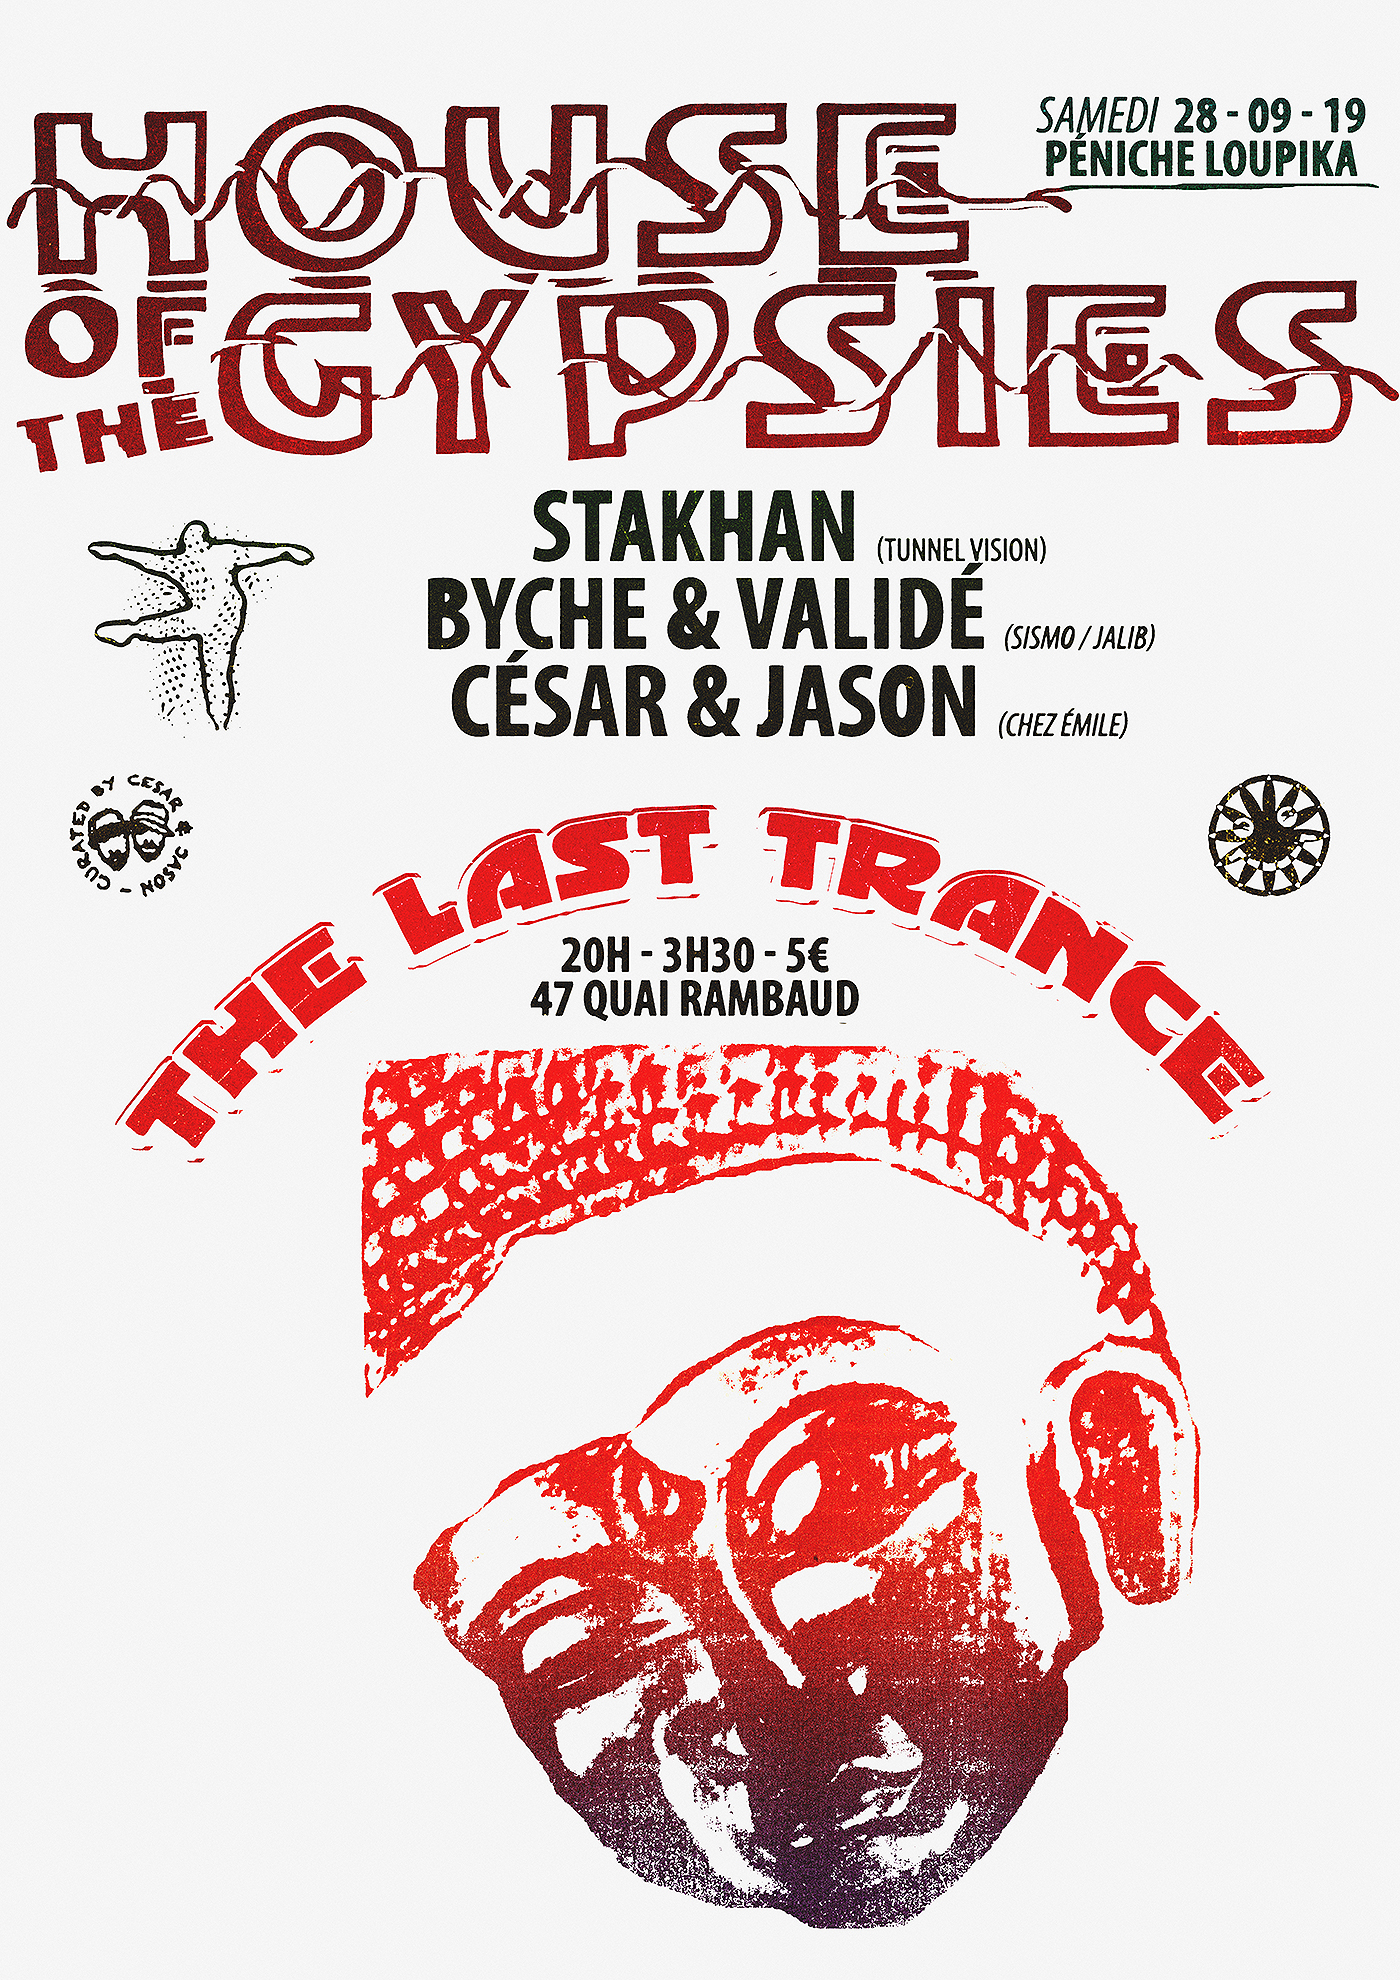 HOUSE
OF THE GYPSIES
SAMEDI 28 - 09 - 19
PÉNICHE LOUPIKA
STAKHAN (TUNNEL VISION)
BYCHE & VALIDÉ (SISMO / JALIB)
CÉSAR & JASON (CHEZ ÉMILE)
CURATED BY CESAR & JASON -
THE LAST TRANCE
20H - 3H30 - 5€
47 QUAI RAMBAUD